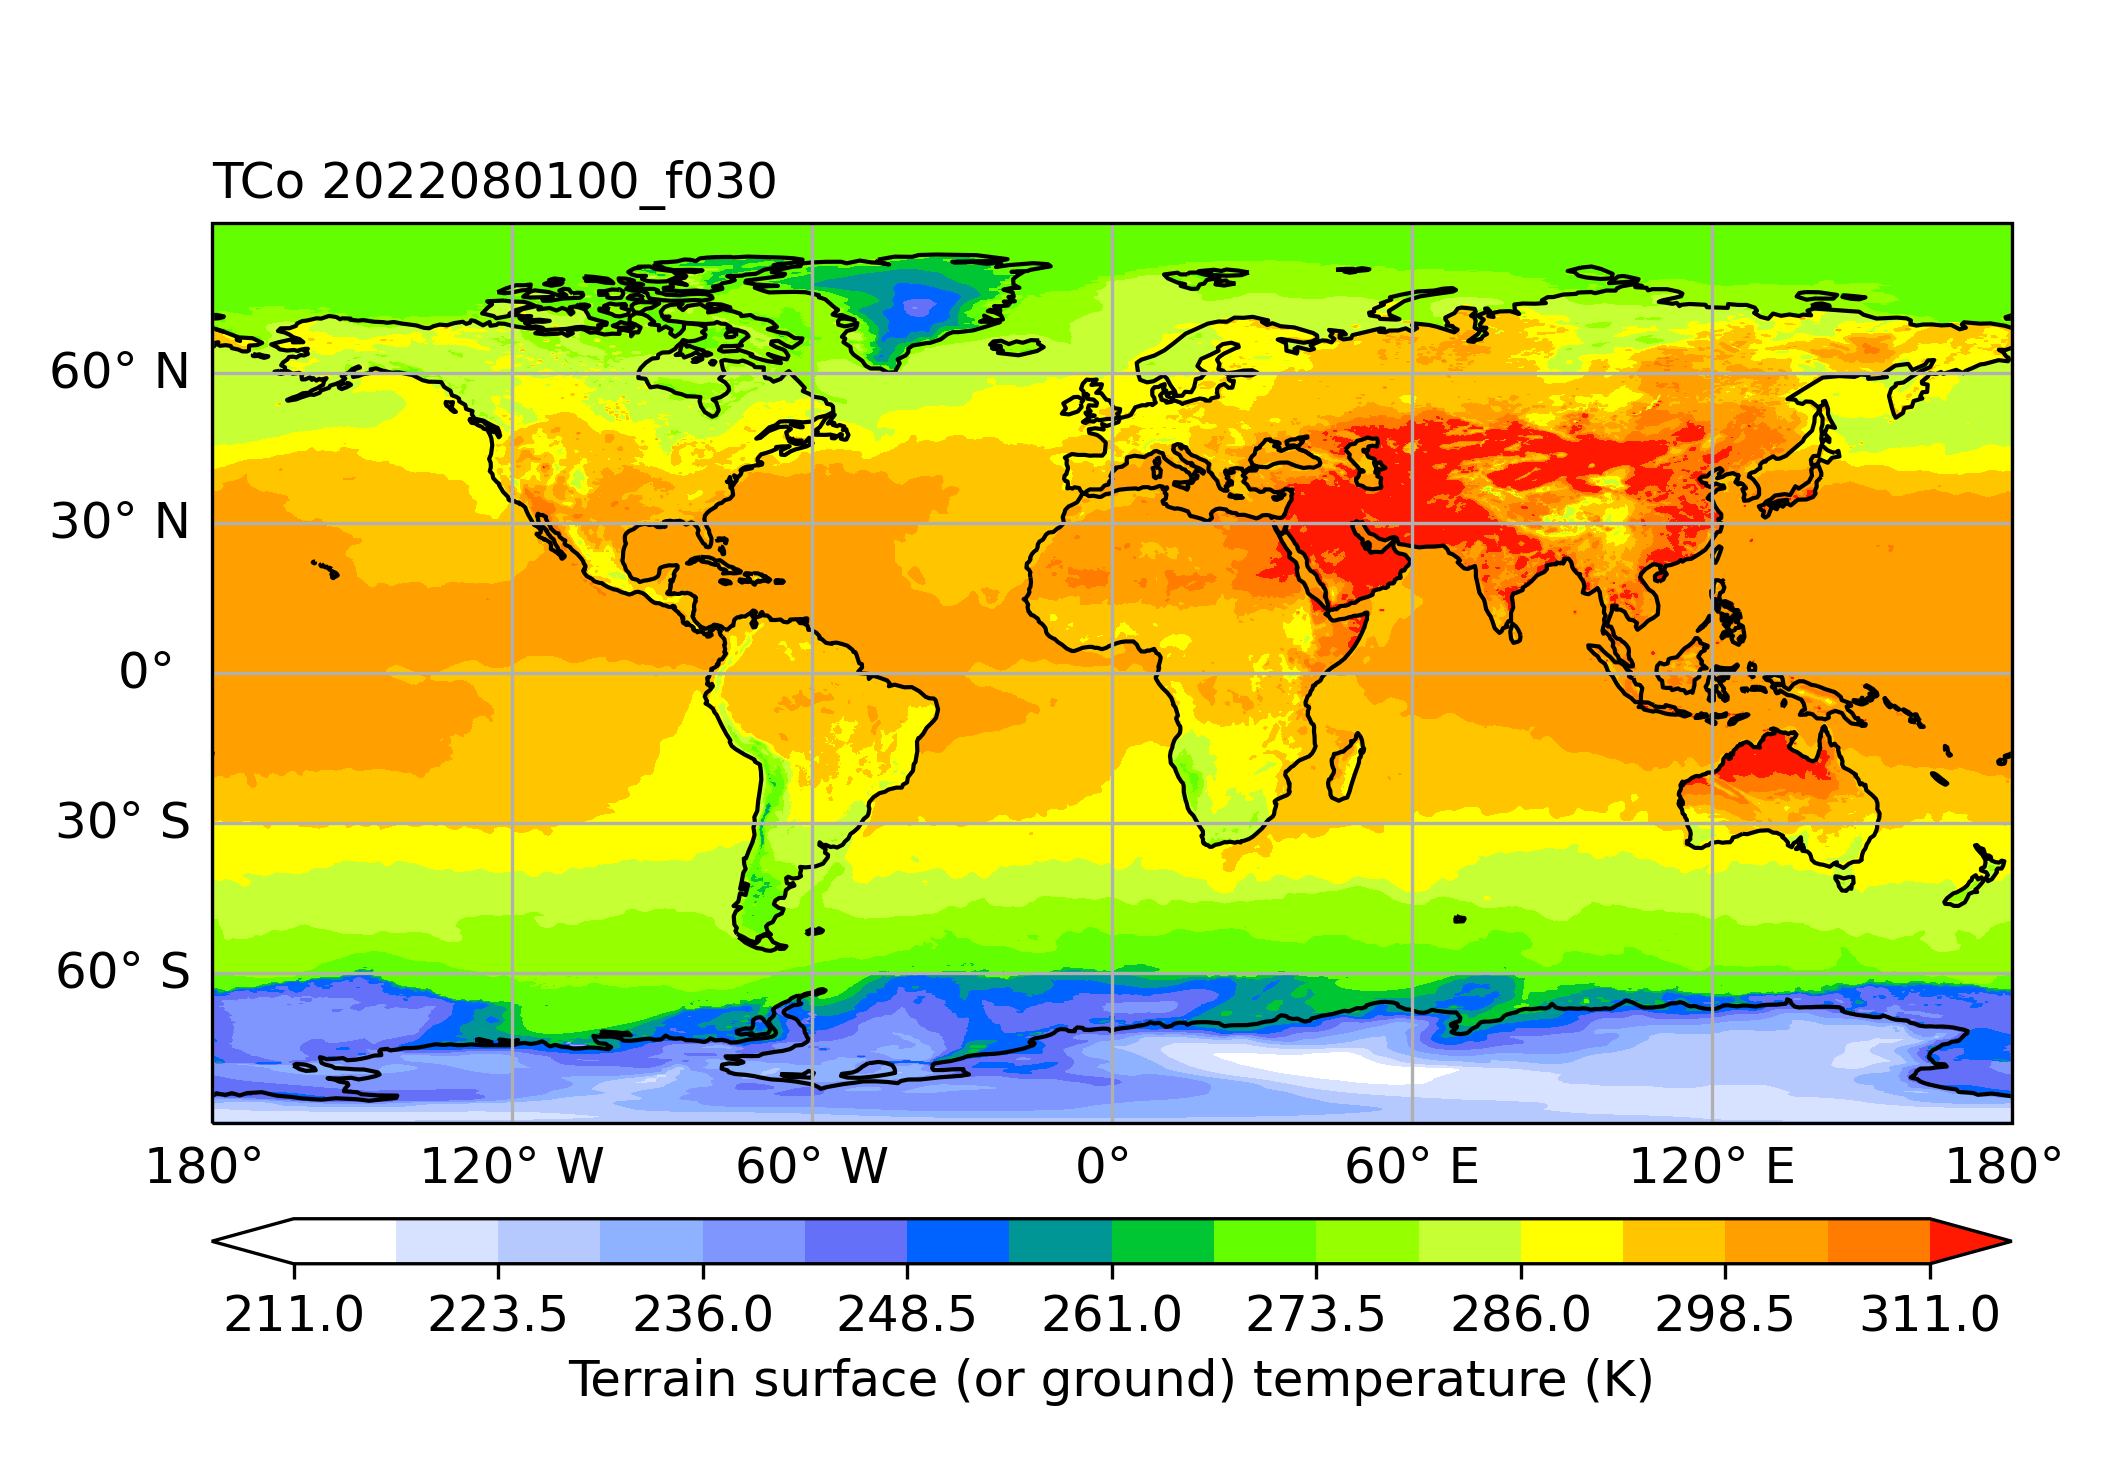 TCo 2022080100_f030
60° N
30° N
0°
30° S
60° S
180° 120° W 60° W 0° 60° E 120° E 180°
211.0 223.5 236.0 248.5 261.0 273.5 286.0 298.5 311.0
Terrain surface (or ground) temperature (K)